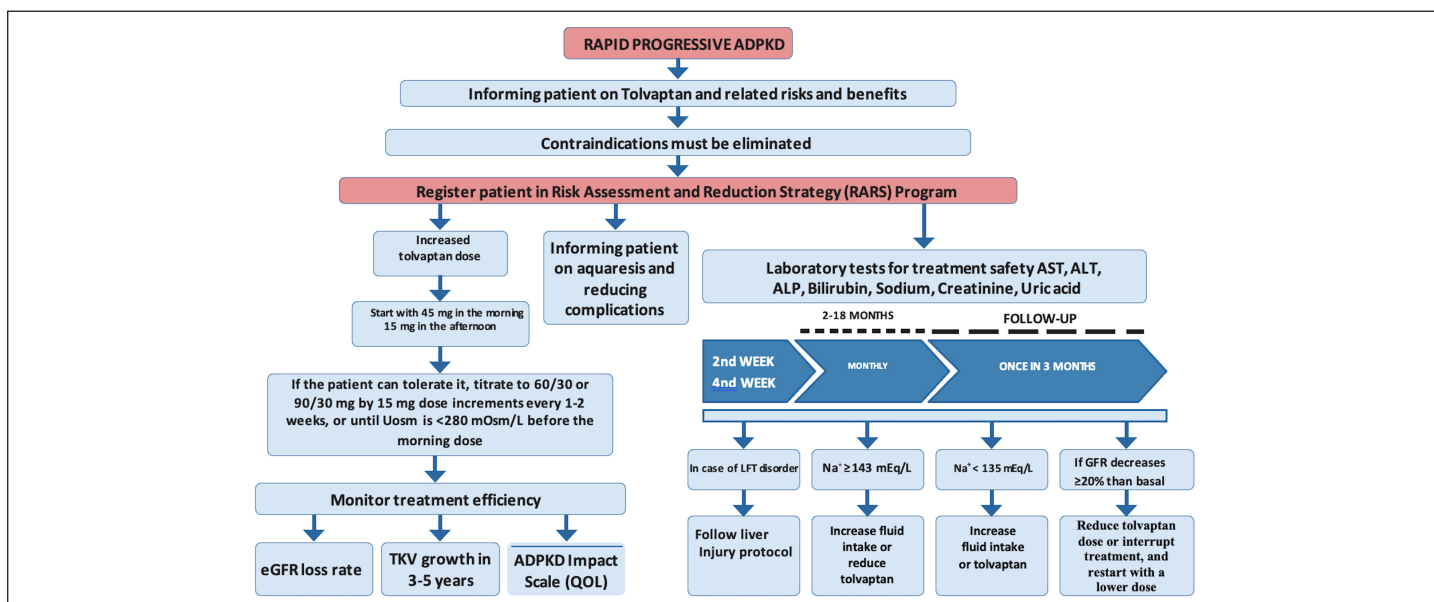 RAPID PROGRESSIVE ADPKD
Informing patient on Tolvaptan and related risks and benefits
Contraindications must be eliminated
Register patient in Risk Assessment and Reduction Strategy (RARS) Program
Increased
tolvaptan dose
Start with 45 mg in the morning
15 mg in the afternoon
If the patient can tolerate it, titrate to 60/30 or
90/30 mg by 15 mg dose increments every 1-2
weeks, or until Uosm is <280 mOsm/L before the
morning dose
Monitor treatment efficiency
eGFR loss rate
TKV growth in
3-5 years
ADPKD Impact
Scale (QOL)
Informing patient
on aquaresis and
reducing
complications
Laboratory tests for treatment safety AST, ALT,
ALP, Bilirubin, Sodium, Creatinine, Uric acid
2-18 MONTHS
FOLLOW-UP
2nd WEEK
4nd WEEK
MONTHLY
ONCE IN 3 MONTHS
In case of LFT disorder
Na⁺ ≥ 143 mEq/L
Na⁺ < 135 mEq/L
If GFR decreases
≥20% than basal
Follow liver
Injury protocol
Increase fluid
intake or
reduce
tolvaptan
Increase
fluid intake
or tolvaptan
Reduce tolvaptan
dose or interrupt
treatment, and
restart with a
lower dose